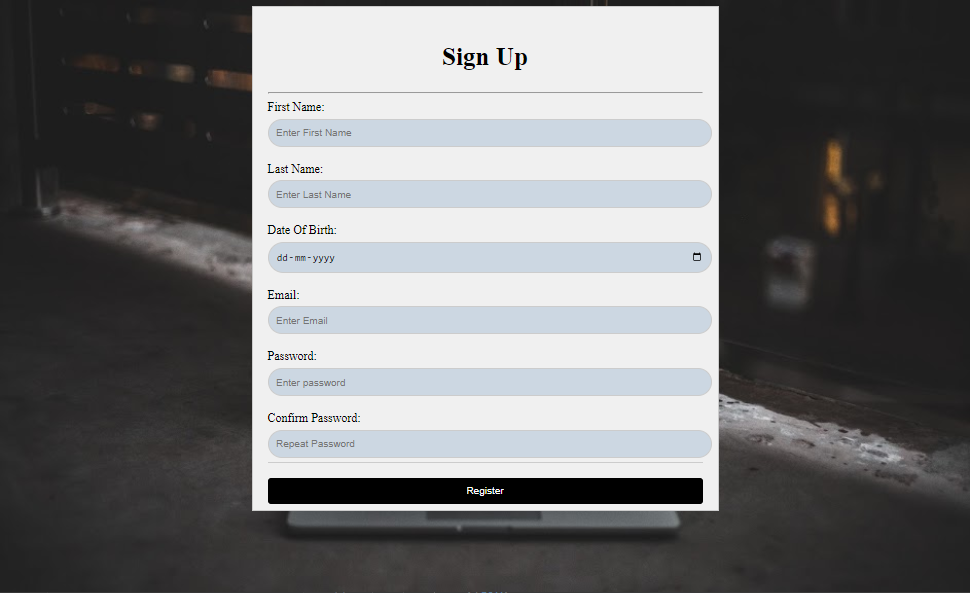 Sign Up
First Name:
Enter First Name
Last Name:
Enter Last Name
Date Of Birth:
dd-mm-yyyy
Email:
Enter Email
Password:
Enter password
Confirm Password:
Repeat Password
Register